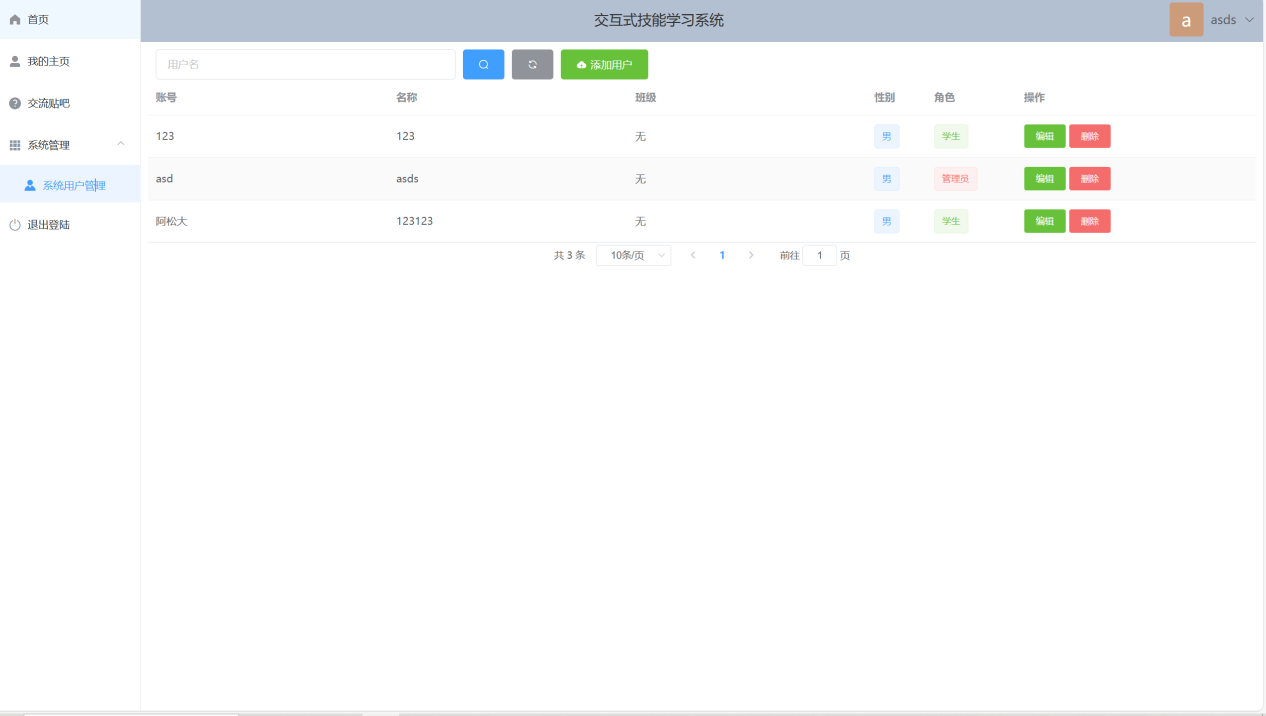 首页
我的主页
交流贴吧
系统管理
系统用户管理
退出登陆
交互式技能学习系统
a asds
用户名 添加用户
账号 名称 班级 性别 角色 操作
123 123 无 男 学生 编辑 删除
asd asds 无 男 管理员 编辑 删除
阿松大 123123 无 男 学生 编辑 删除
共 3 条 10条/页 1 前往 1 页